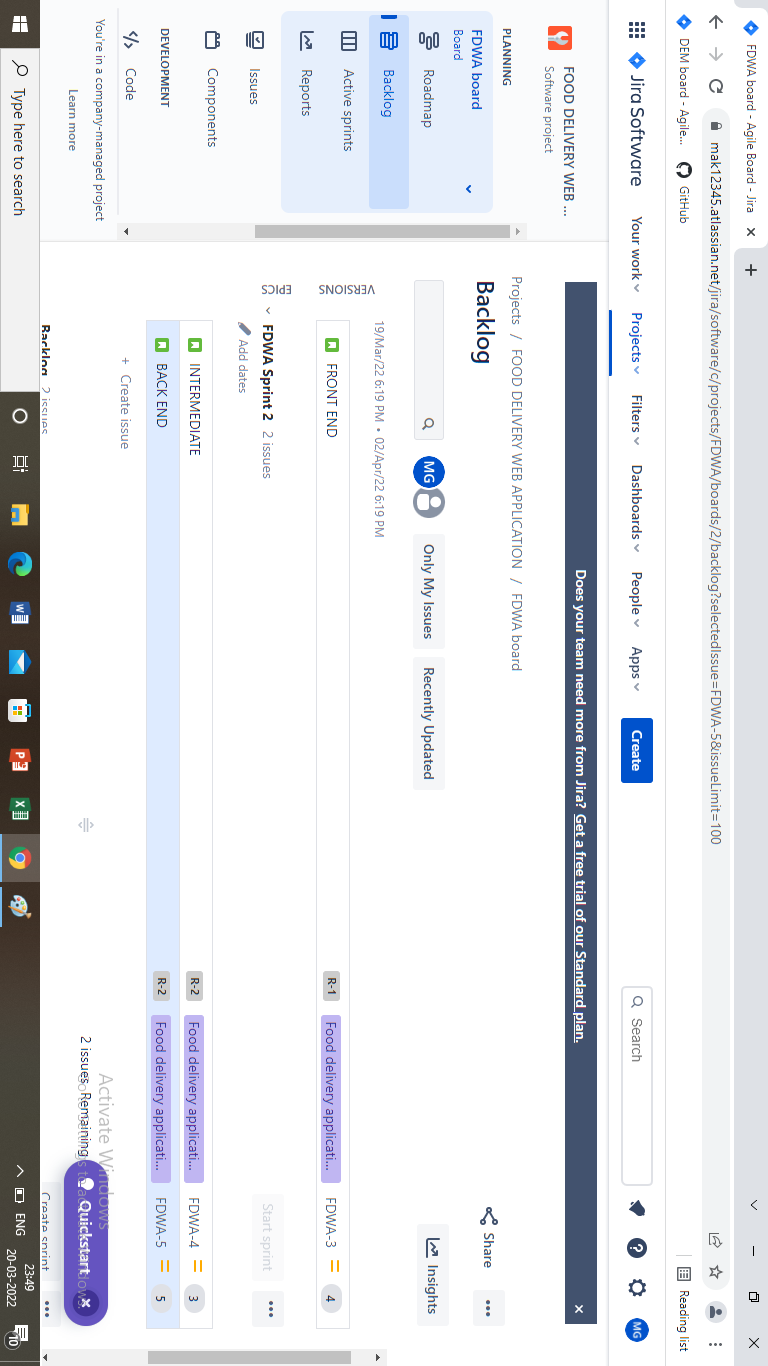 FDWA board - Agile Board - Jira
mak12345.atlassian.net/jira/software/c/projects/FDWA/boards/2/backlog?selectedIssue=FDWA-5&issueLimit=100
DEM board - Agile...
GitHub
Reading list
Jira Software
Your work
Projects
Filters
Dashboards
People
Apps
Create
Search
MG
FOOD DELIVERY WEB ...
Software project
PLANNING
FDWA board
Board
Roadmap
Backlog
Active sprints
Reports
Issues
Components
DEVELOPMENT
Code
You're in a company-managed project
Learn more
Does your team need more from Jira? Get a free trial of our Standard plan.
Projects / FOOD DELIVERY WEB APPLICATION / FDWA board
Backlog
Share
MG
Only My Issues
Recently Updated
Insights
VERSIONS
EPICS
19/Mar/22 6:19 PM • 02/Apr/22 6:19 PM
FRONT END R-1 Food delivery applicati... FDWA-3 4
FDWA Sprint 2 2 issues
Start sprint
Add dates
INTERMEDIATE R-2 Food delivery applicati... FDWA-4 3
BACK END R-2 Food delivery applicati... FDWA-5 5
+ Create issue
Activate Windows
2 issues Remaining
Quickstart
Backlog 2 issues
Create sprint
Type here to search
ENG
23:49
20-03-2022
10